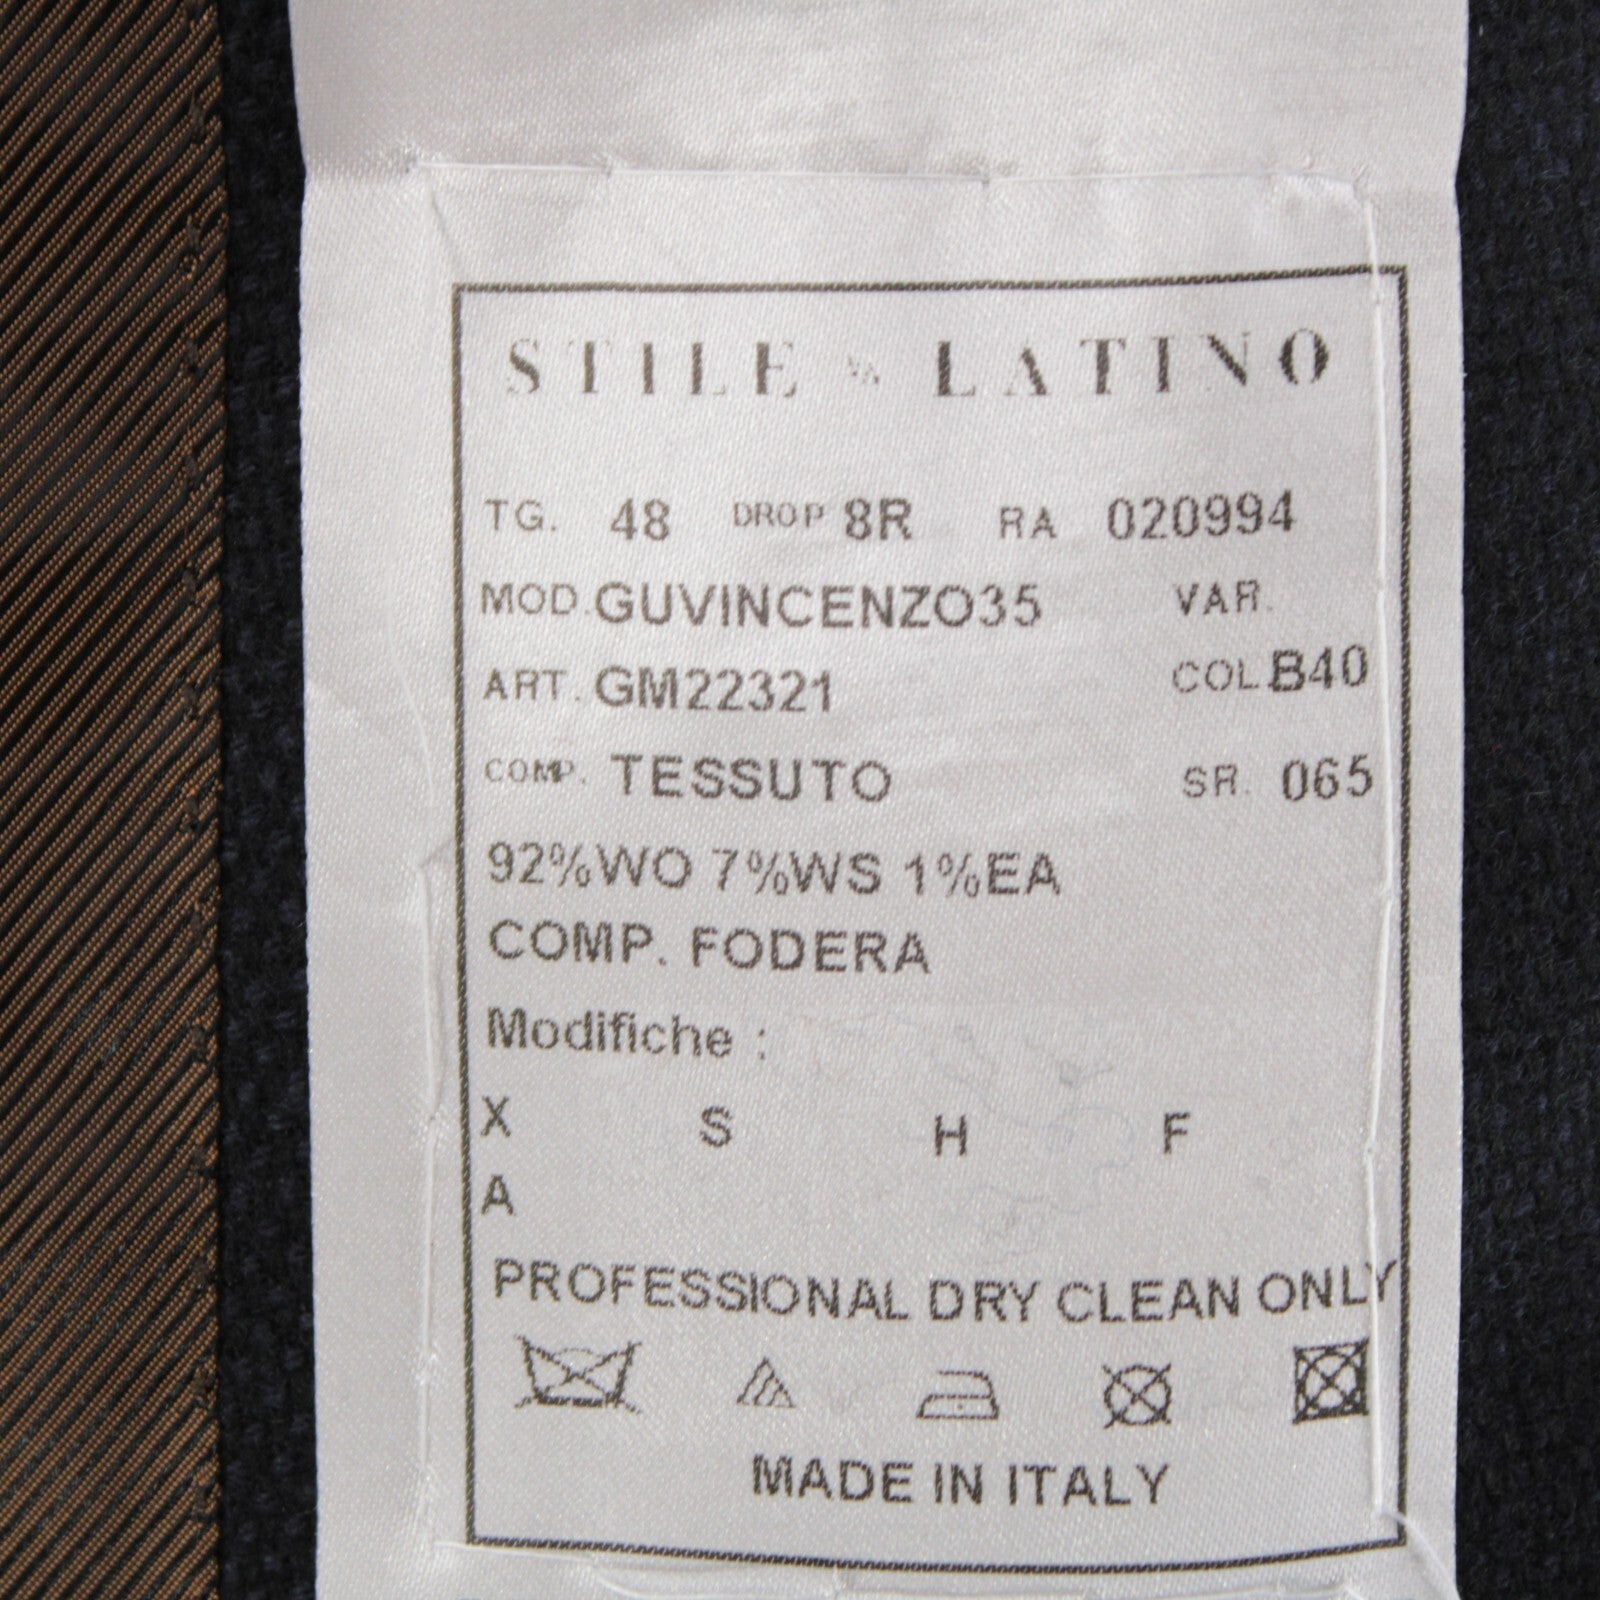 STILE LATINO
TG. 48 DROP 8R RA 020994
MOD. GUVINCENZO35 VAR.
ART. GM22321 COL. B40
COMP. TESSUTO SR. 065
92%WO 7%WS 1%EA
COMP. FODERA
Modifiche :
X S H F
A
PROFESSIONAL DRY CLEAN ONLY
MADE IN ITALY